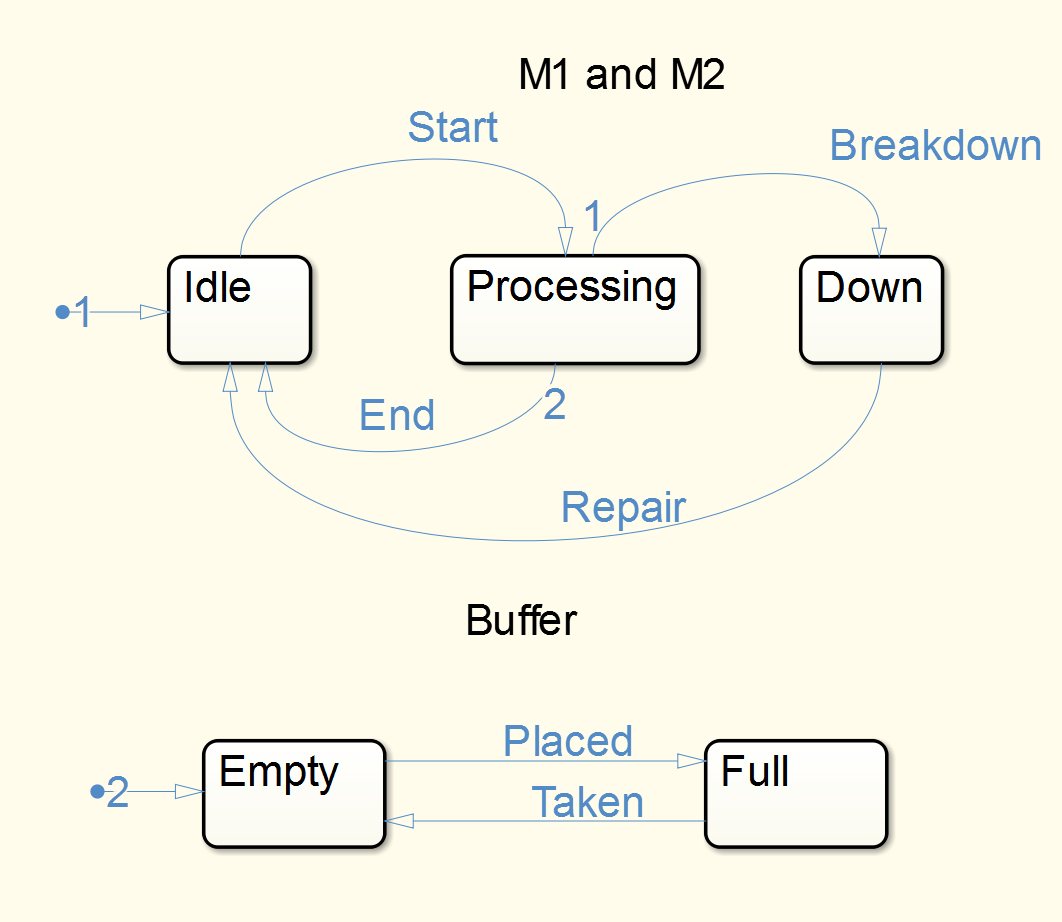 M1 and M2
Start
Breakdown
1
Idle
Processing
Down
1
End
2
Repair
Buffer
Placed
Empty
Full
2
Taken